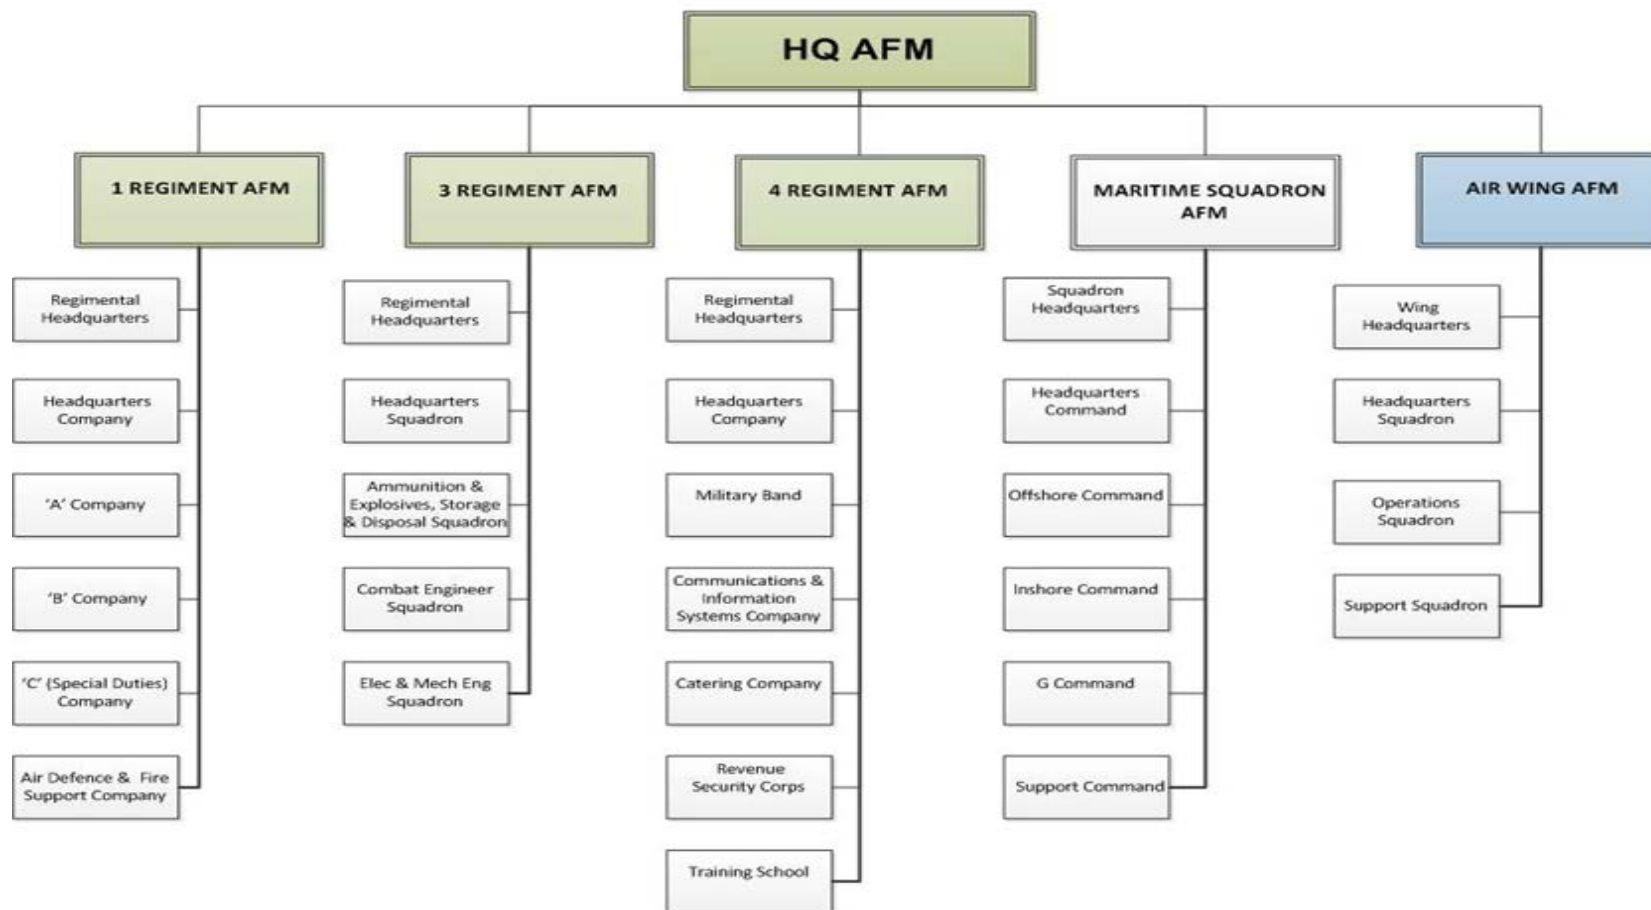 HQ AFM
1 REGIMENT AFM
Regimental
Headquarters
Headquarters
Company
‘A’ Company
‘B’ Company
‘C’ (Special Duties)
Company
Air Defence & Fire
Support Company
3 REGIMENT AFM
Regimental
Headquarters
Headquarters
Squadron
Ammunition &
Explosives, Storage
& Disposal Squadron
Combat Engineer
Squadron
Elec & Mech Eng
Squadron
4 REGIMENT AFM
Regimental
Headquarters
Headquarters
Company
Military Band
Communications &
Information
Systems Company
Catering Company
Revenue
Security Corps
Training School
MARITIME SQUADRON
AFM
Squadron
Headquarters
Headquarters
Command
Offshore Command
Inshore Command
G Command
Support Command
AIR WING AFM
Wing
Headquarters
Headquarters
Squadron
Operations
Squadron
Support Squadron